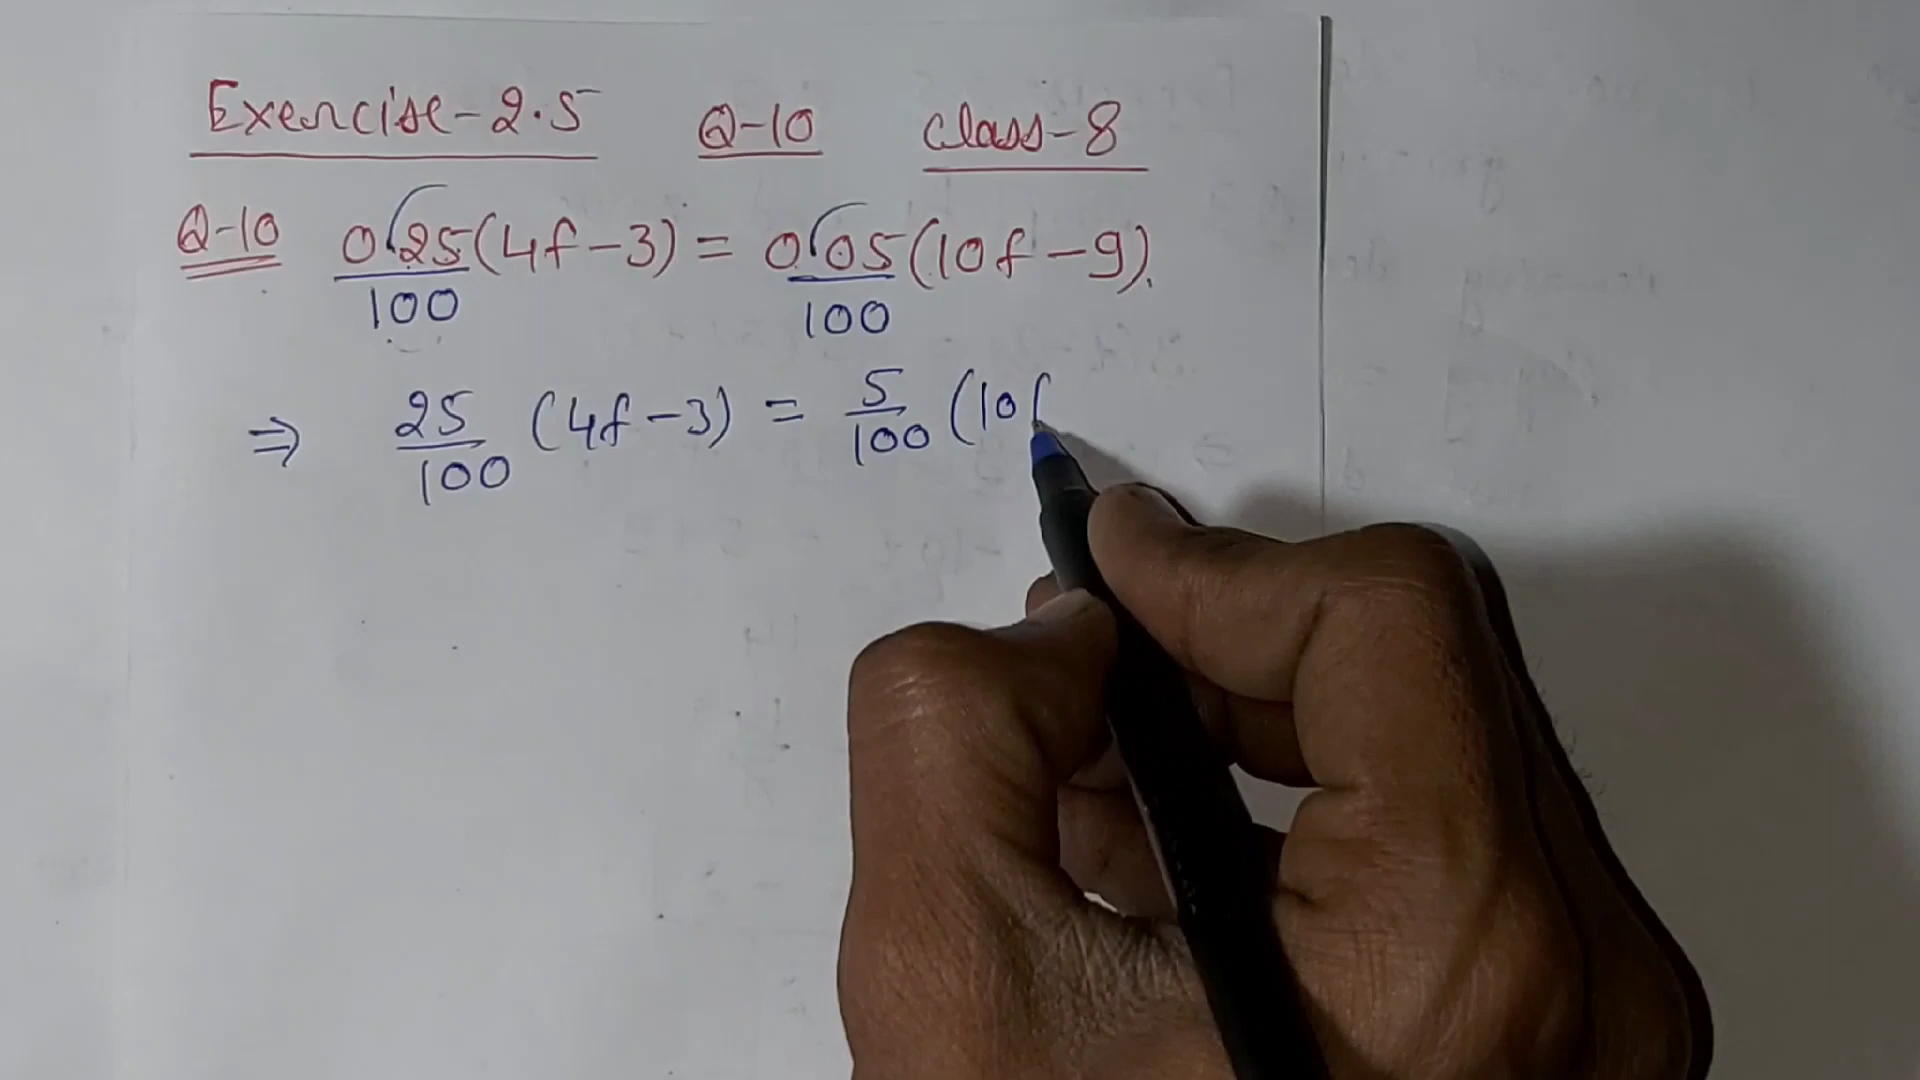 Exercise-2.5 Q-10 Class-8
Q-10 0.25(4f-3) = 0.05(10f-9).
100 100
⇒ 25/100 (4f-3) = 5/100 (10f